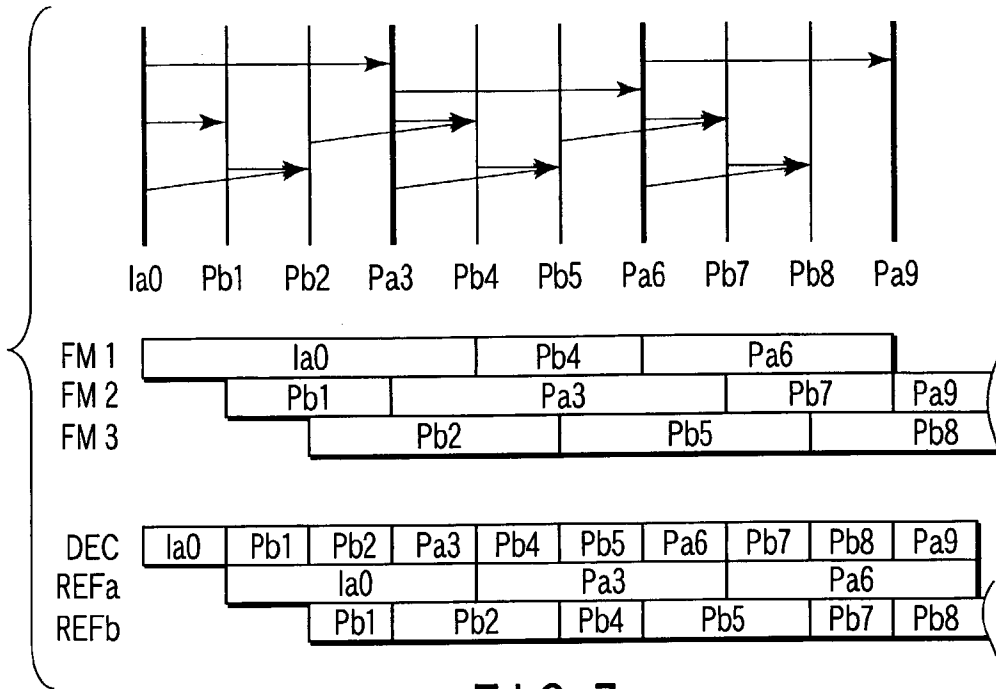 Ia0 Pb1 Pb2 Pa3 Pb4 Pb5 Pa6 Pb7 Pb8 Pa9
FM 1 Ia0 Pb4 Pa6
FM 2 Pb1 Pa3 Pb7 Pa9
FM 3 Pb2 Pb5 Pb8
DEC Ia0 Pb1 Pb2 Pa3 Pb4 Pb5 Pa6 Pb7 Pb8 Pa9
REFa Ia0 Pa3 Pa6
REFb Pb1 Pb2 Pb4 Pb5 Pb7 Pb8